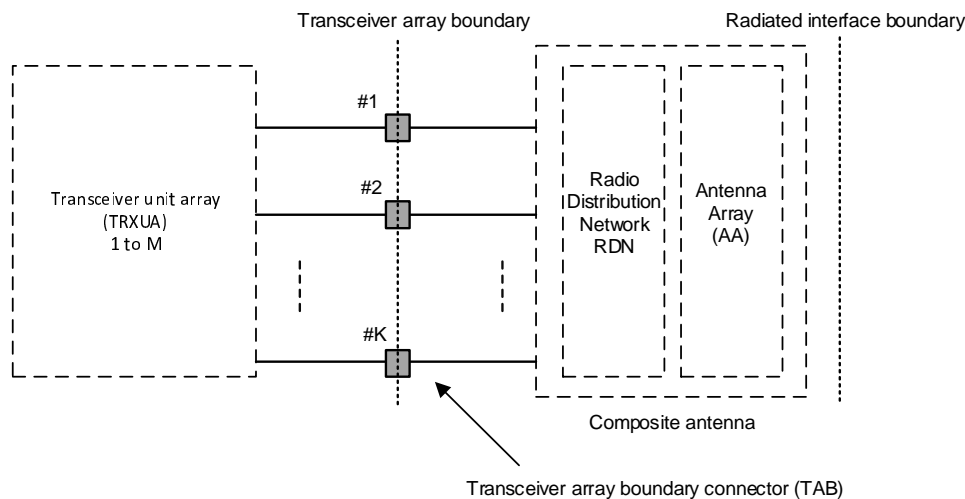 Transceiver array boundary
Radiated interface boundary
#1
#2
#K
Transceiver unit array
(TRXUA)
1 to M
Radio
Distribution
Network
RDN
Antenna
Array
(AA)
Composite antenna
Transceiver array boundary connector (TAB)